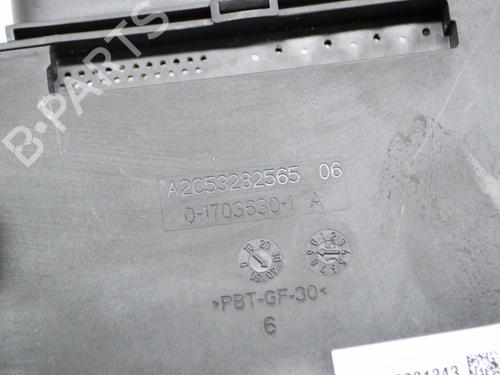 B-PARTS
A2C53282565 06
0-1703630-1 A
>PBT-GF-30<
6